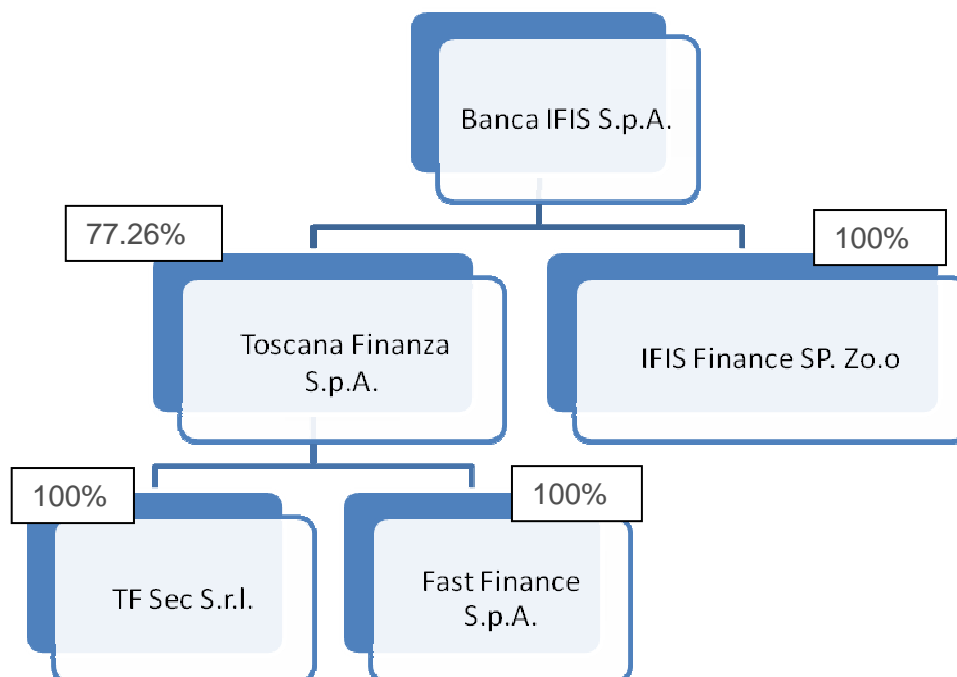 Banca IFIS S.p.A.
77.26%
100%
Toscana Finanza
S.p.A.
IFIS Finance SP. Zo.o
100%
100%
TF Sec S.r.l.
Fast Finance
S.p.A.